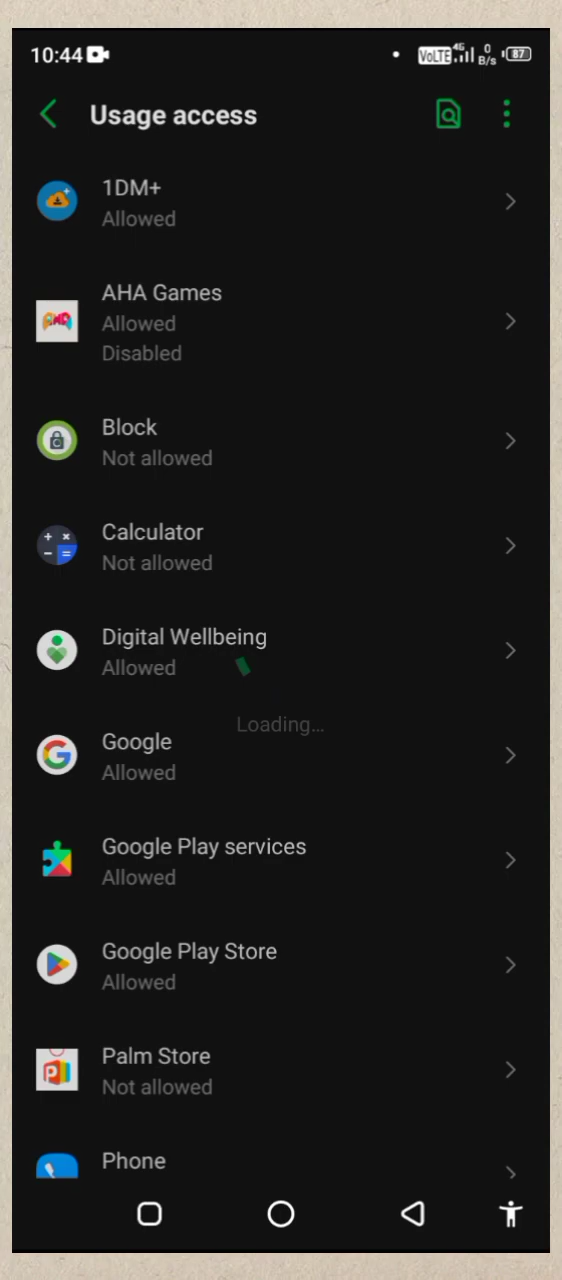 10:44
VoLTE 4G 0 B/s 87
Usage access
1DM+
Allowed
AHA Games
Allowed
Disabled
Block
Not allowed
Calculator
Not allowed
Digital Wellbeing
Allowed
Loading...
Google
Allowed
Google Play services
Allowed
Google Play Store
Allowed
Palm Store
Not allowed
Phone